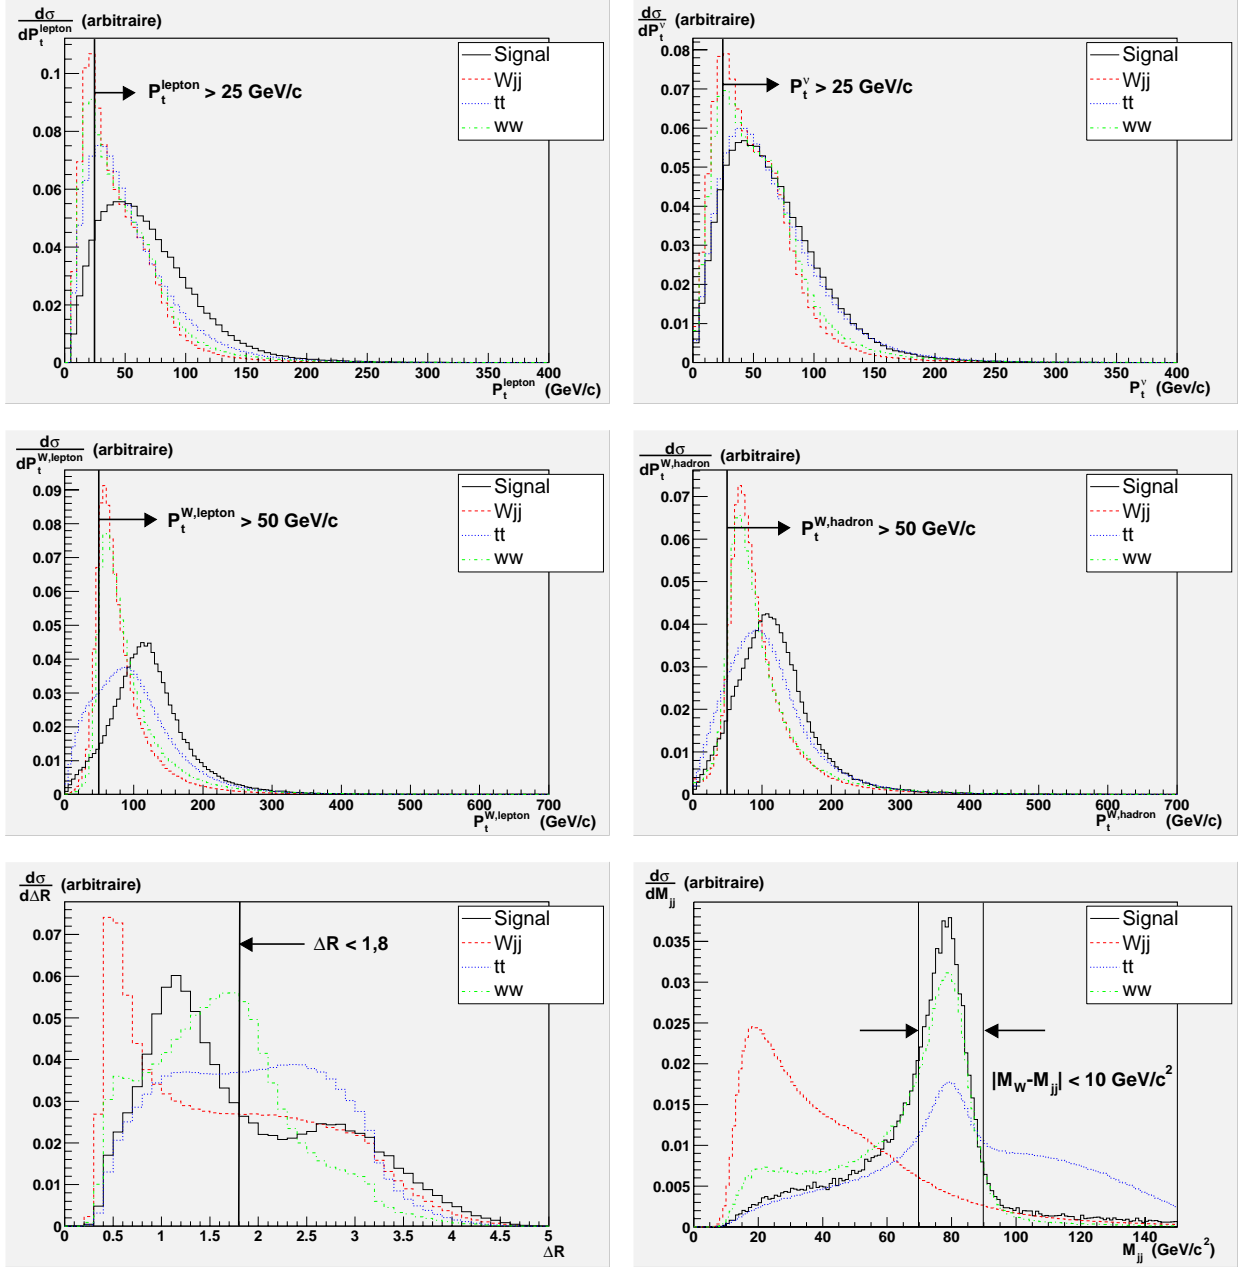 dσ/dP_t^lepton (arbitraire)
Signal
Wjj
tt
ww
P_t^lepton > 25 GeV/c
0.1
0.08
0.06
0.04
0.02
0
0 50 100 150 200 250 300 350 400
P_t^lepton (GeV/c)
dσ/dP_t^ν (arbitraire)
Signal
Wjj
tt
ww
P_t^ν > 25 GeV/c
0.08
0.07
0.06
0.05
0.04
0.03
0.02
0.01
0
0 50 100 150 200 250 300 350 400
P_t^ν (GeV/c)
dσ/dP_t^W,lepton (arbitraire)
Signal
Wjj
tt
ww
P_t^W,lepton > 50 GeV/c
0.09
0.08
0.07
0.06
0.05
0.04
0.03
0.02
0.01
0
0 100 200 300 400 500 600 700
P_t^W,lepton (GeV/c)
dσ/dP_t^W,hadron (arbitraire)
Signal
Wjj
tt
ww
P_t^W,hadron > 50 GeV/c
0.07
0.06
0.05
0.04
0.03
0.02
0.01
0
0 100 200 300 400 500 600 700
P_t^W,hadron (GeV/c)
dσ/dΔR (arbitraire)
Signal
Wjj
tt
ww
ΔR < 1,8
0.07
0.06
0.05
0.04
0.03
0.02
0.01
0
0 0.5 1 1.5 2 2.5 3 3.5 4 4.5 5
ΔR
dσ/dM_jj (arbitraire)
Signal
Wjj
tt
ww
|M_W-M_jj| < 10 GeV/c^2
0.035
0.03
0.025
0.02
0.015
0.01
0.005
0
0 20 40 60 80 100 120 140
M_jj (GeV/c^2)